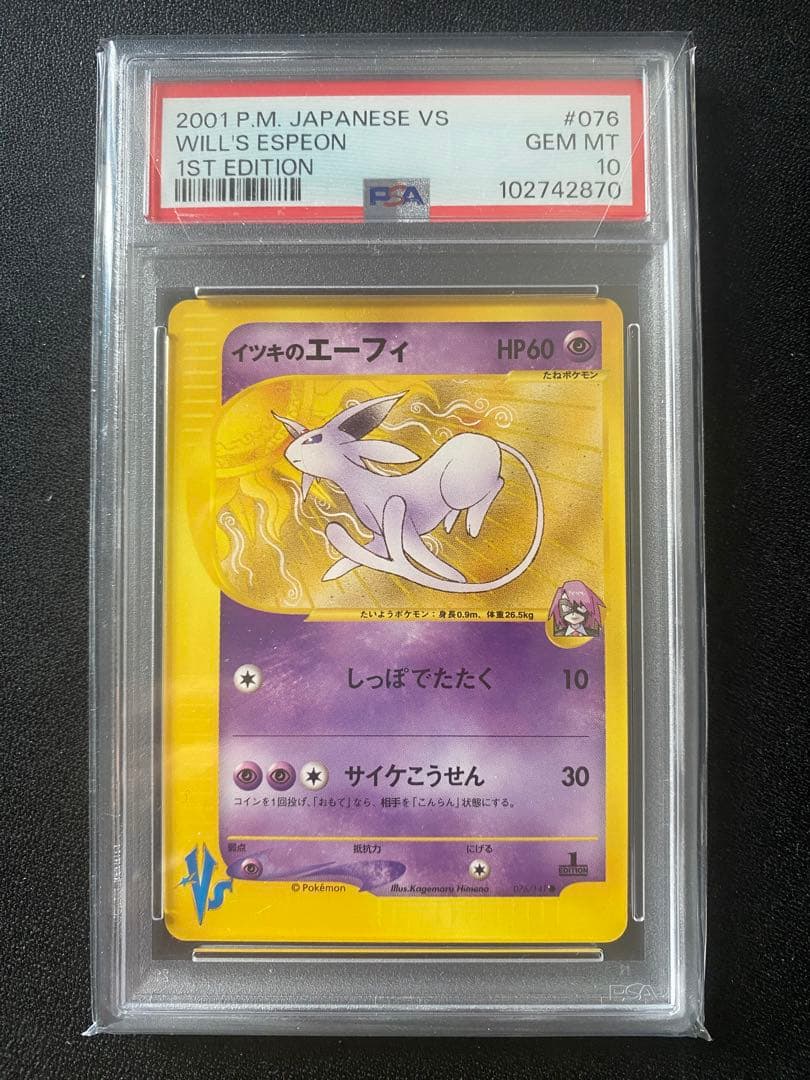 2001 P.M. JAPANESE VS #076
WILL'S ESPEON GEM MT
1ST EDITION 10
PSA 102742870
イツキのエーフィ HP60
たねポケモン
たいようポケモン：身長0.9m、体重26.5kg
しっぽでたたく 10
サイケこうせん 30
コインを1回投げ、「おもて」なら、相手を「こんらん」状態にする。
弱点 抵抗力 にげる
1
EDITION
VS
©Pokémon Illus.Kagemaru Himeno 076/141
PSA